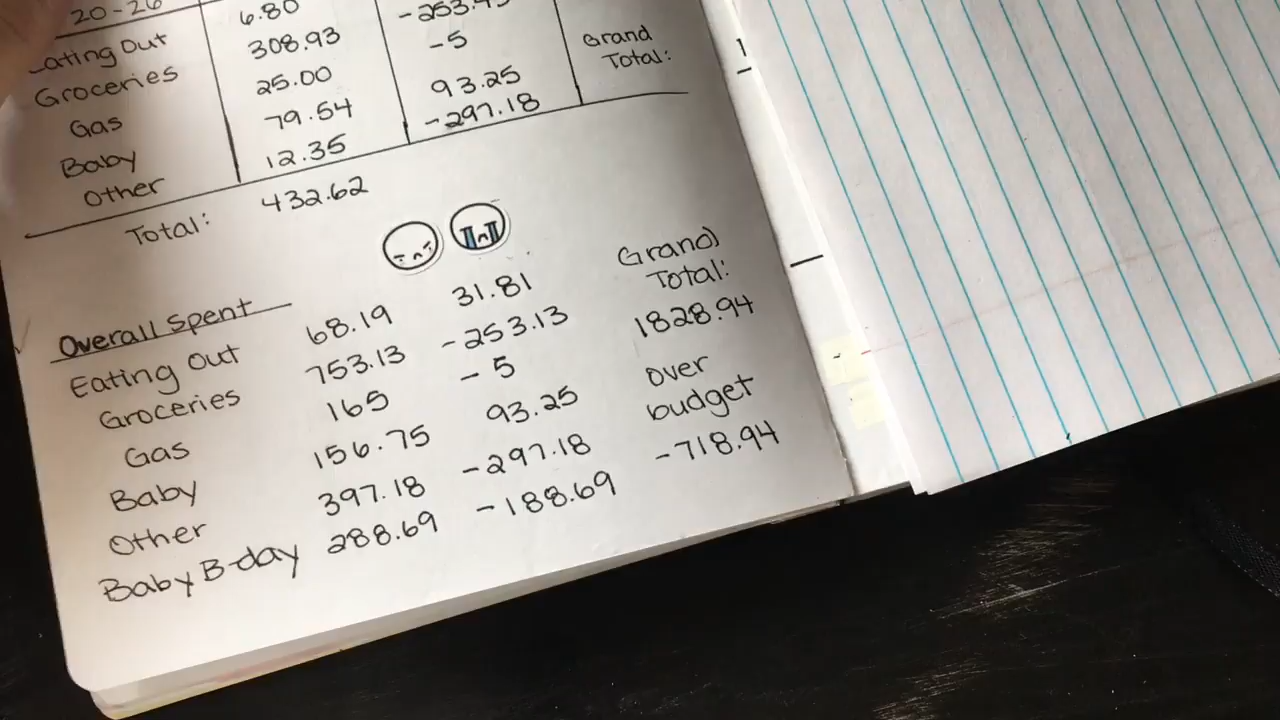 20-26 6.80
Eating Out 308.93 -5 Grand
Groceries 25.00 93.25 Total:
Gas 79.54 -297.18
Baby 12.35
Other
Total: 432.62
Overall Spent Grand
Eating Out 68.19 31.81 Total:
Groceries 753.13 -253.13 1828.94
Gas 165 -5 over
Baby 156.75 93.25 budget
Other 397.18 -297.18 -718.94
Baby B-day 288.69 -188.69